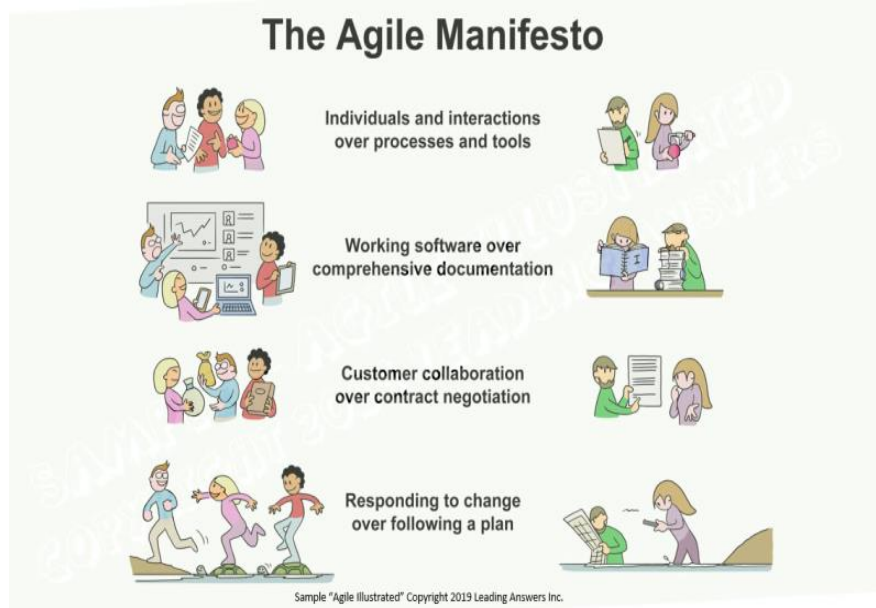 The Agile Manifesto
Individuals and interactions
over processes and tools
Working software over
comprehensive documentation
I
Customer collaboration
over contract negotiation
Responding to change
over following a plan
Sample "Agile Illustrated" Copyright 2019 Leading Answers Inc.